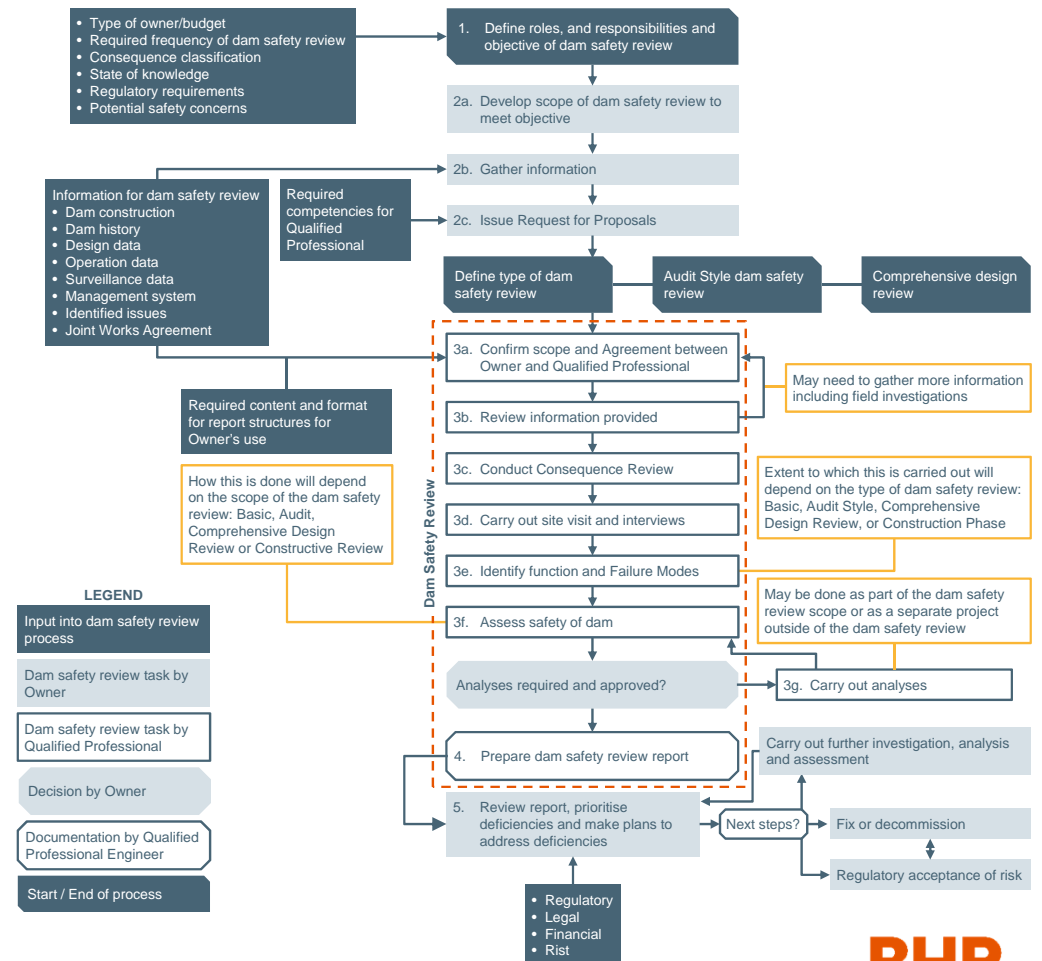 • Type of owner/budget
• Required frequency of dam safety review
• Consequence classification
• State of knowledge
• Regulatory requirements
• Potential safety concerns
1. Define roles, and responsibilities and
objective of dam safety review
2a. Develop scope of dam safety review to
meet objective
2b. Gather information
Information for dam safety review
• Dam construction
• Dam history
• Design data
• Operation data
• Surveillance data
• Management system
• Identified issues
• Joint Works Agreement
Required
competencies for
Qualified
Professional
2c. Issue Request for Proposals
Define type of dam
safety review
Audit Style dam safety
review
Comprehensive design
review
Dam Safety Review
3a. Confirm scope and Agreement between
Owner and Qualified Professional
May need to gather more information
including field investigations
Required content and format
for report structures for
Owner's use
3b. Review information provided
3c. Conduct Consequence Review
How this is done will depend
on the scope of the dam safety
review: Basic, Audit,
Comprehensive Design
Review or Constructive Review
Extent to which this is carried out will
depend on the type of dam safety review:
Basic, Audit Style, Comprehensive
Design Review, or Construction Phase
3d. Carry out site visit and interviews
3e. Identify function and Failure Modes
May be done as part of the dam safety
review scope or as a separate project
outside of the dam safety review
3f. Assess safety of dam
Analyses required and approved?
3g. Carry out analyses
4. Prepare dam safety review report
Carry out further investigation, analysis
and assessment
5. Review report, prioritise
deficiencies and make plans to
address deficiencies
Next steps?
Fix or decommission
Regulatory acceptance of risk
• Regulatory
• Legal
• Financial
• Rist
LEGEND
Input into dam safety review
process
Dam safety review task by
Owner
Dam safety review task by
Qualified Professional
Decision by Owner
Documentation by Qualified
Professional Engineer
Start / End of process
BHP